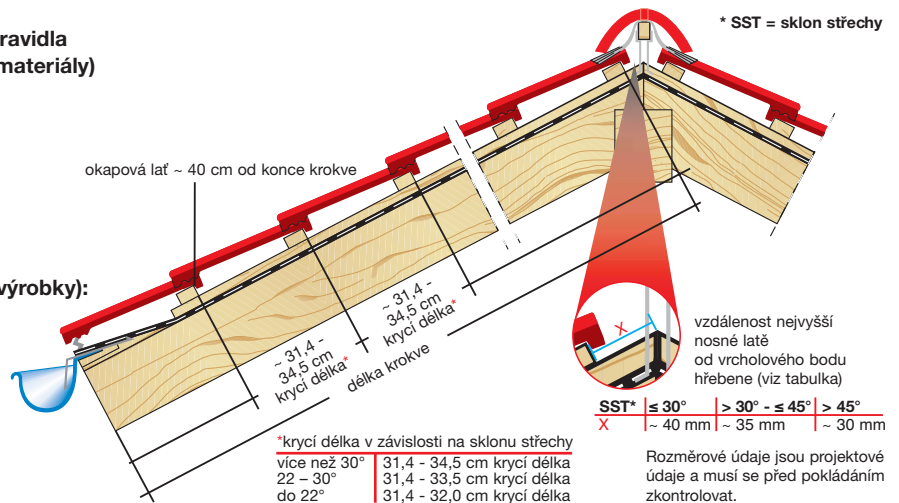 * SST = sklon střechy
ravidla
materiály)
okapová lať ~ 40 cm od konce krokve
výrobky):
~ 31,4 -
34,5 cm
krycí délka*
~ 31,4 -
34,5 cm
krycí délka*
délka krokve
X
vzdálenost nejvyšší
nosné latě
od vrcholového bodu
hřebene (viz tabulka)
SST* ≤ 30° > 30° - ≤ 45° > 45°
X ~ 40 mm ~ 35 mm ~ 30 mm
*krycí délka v závislosti na sklonu střechy
více než 30° 31,4 - 34,5 cm krycí délka
22 – 30° 31,4 - 33,5 cm krycí délka
do 22° 31,4 - 32,0 cm krycí délka
Rozměrové údaje jsou projektové
údaje a musí se před pokládáním
zkontrolovat.